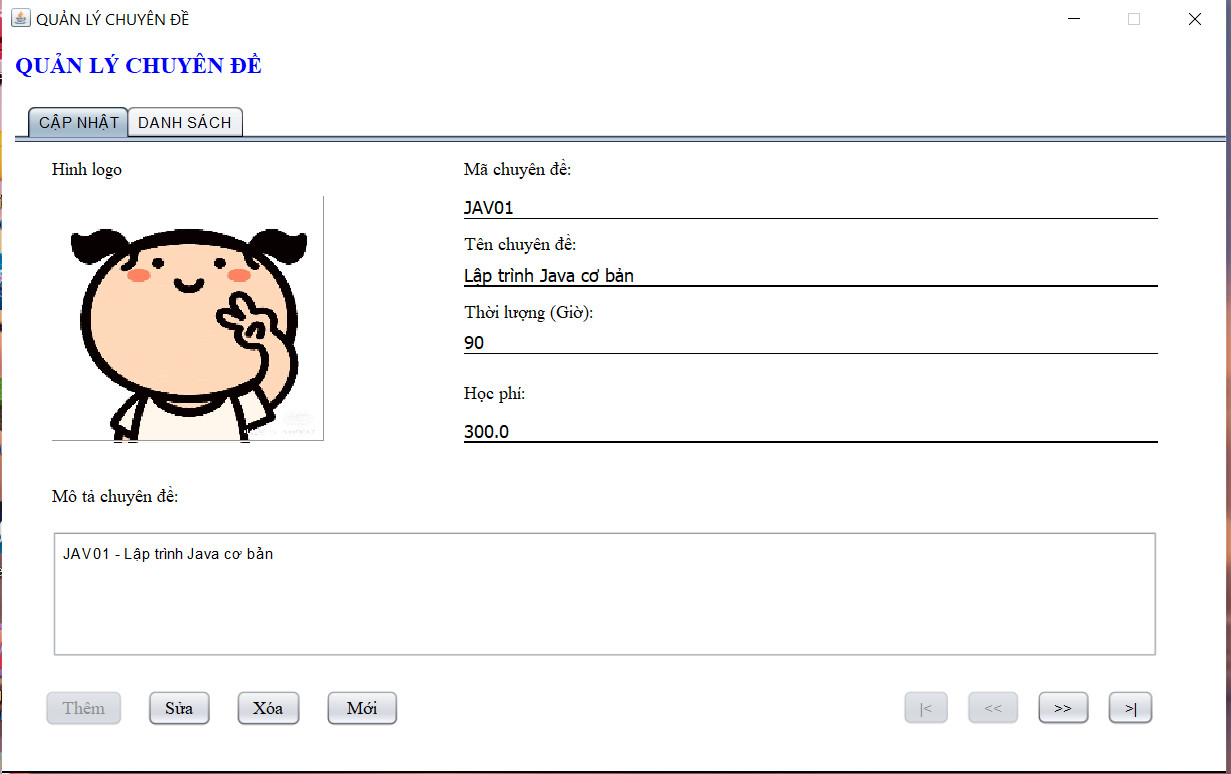 QUẢN LÝ CHUYÊN ĐỀ
QUẢN LÝ CHUYÊN ĐỀ
CẬP NHẬT DANH SÁCH
Hình logo
Mã chuyên đề:
JAV01
Tên chuyên đề:
Lập trình Java cơ bản
Thời lượng (Giờ):
90
Học phí:
300.0
Mô tả chuyên đề:
JAV01 - Lập trình Java cơ bản
Thêm Sửa Xóa Mới |< << >> >|